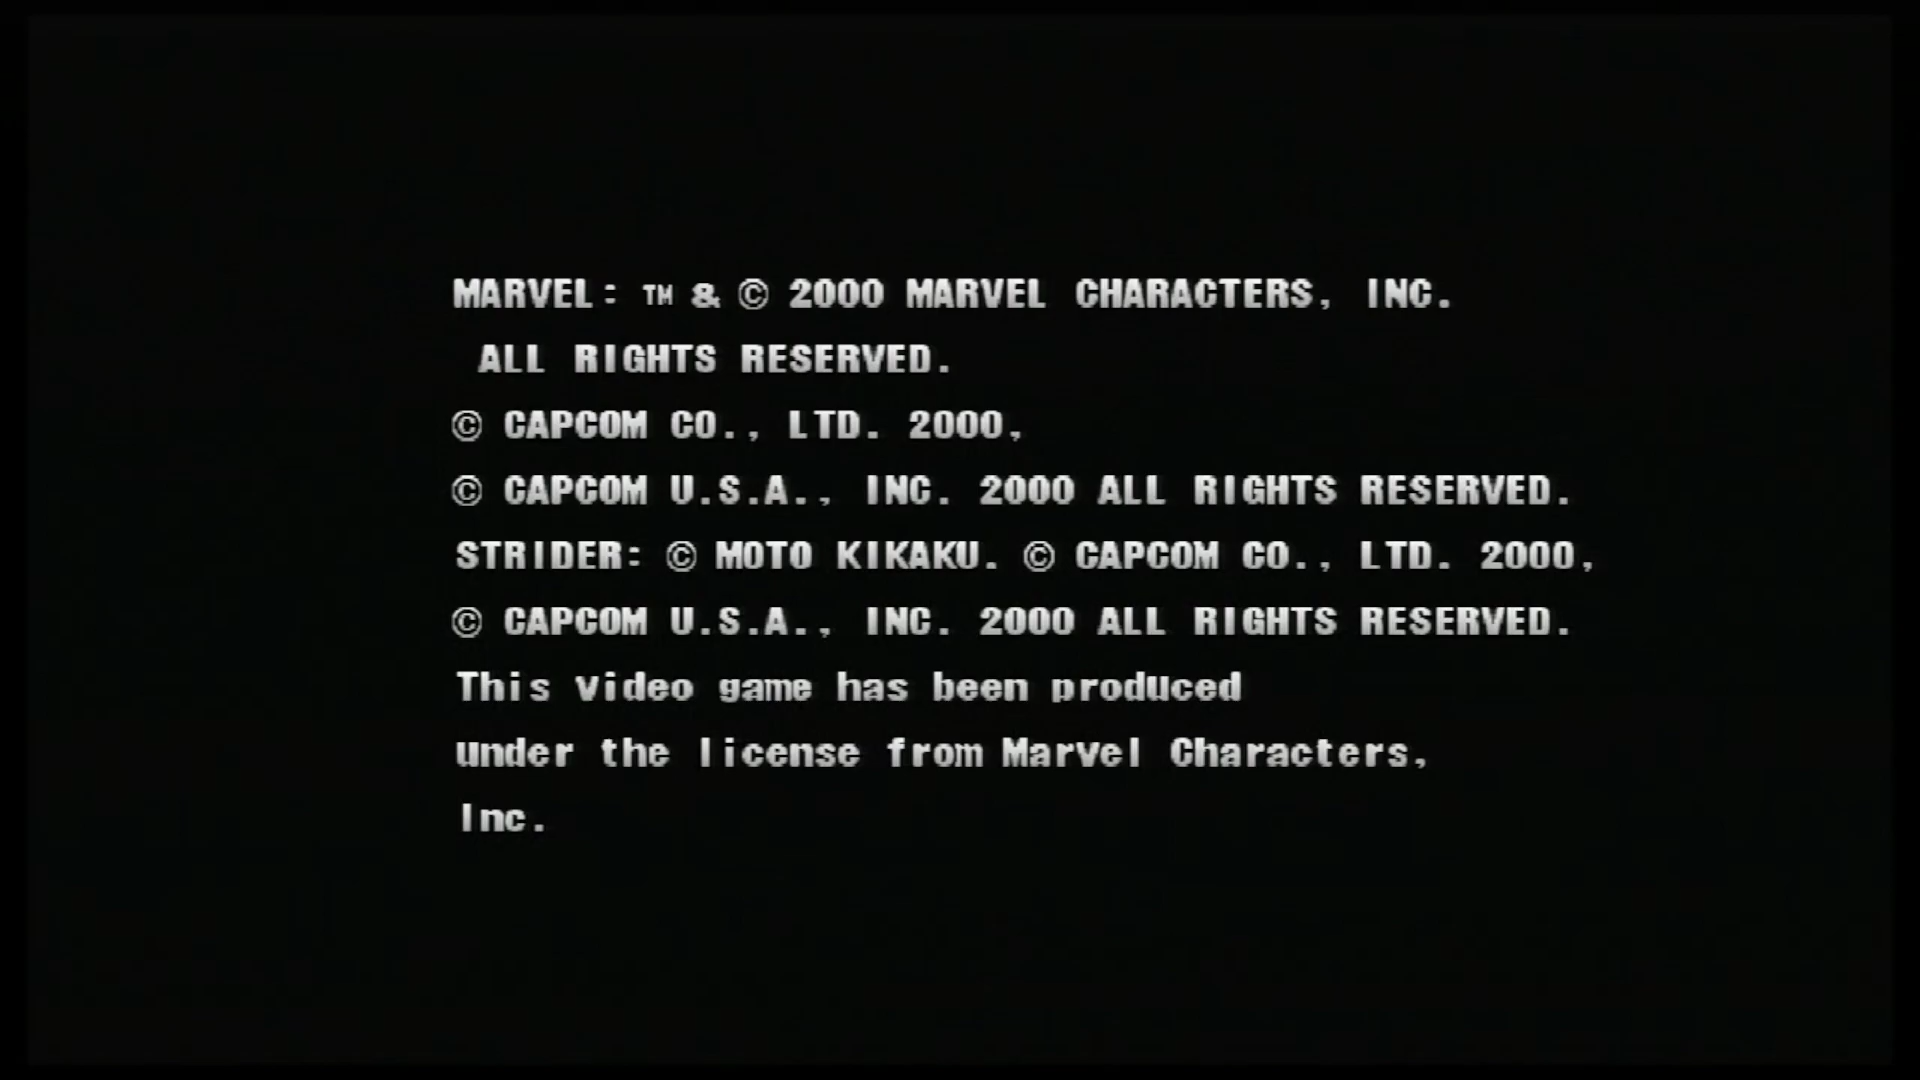 MARVEL: ™ & © 2000 MARVEL CHARACTERS, INC.
ALL RIGHTS RESERVED.
© CAPCOM CO., LTD. 2000,
© CAPCOM U.S.A., INC. 2000 ALL RIGHTS RESERVED.
STRIDER: © MOTO KIKAKU. © CAPCOM CO., LTD. 2000,
© CAPCOM U.S.A., INC. 2000 ALL RIGHTS RESERVED.
This video game has been produced
under the license from Marvel Characters,
Inc.